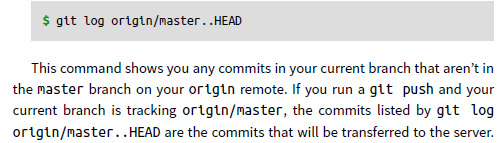 $ git log origin/master..HEAD
This command shows you any commits in your current branch that aren't in
the master branch on your origin remote. If you run a git push and your
current branch is tracking origin/master, the commits listed by git log
origin/master..HEAD are the commits that will be transferred to the server.